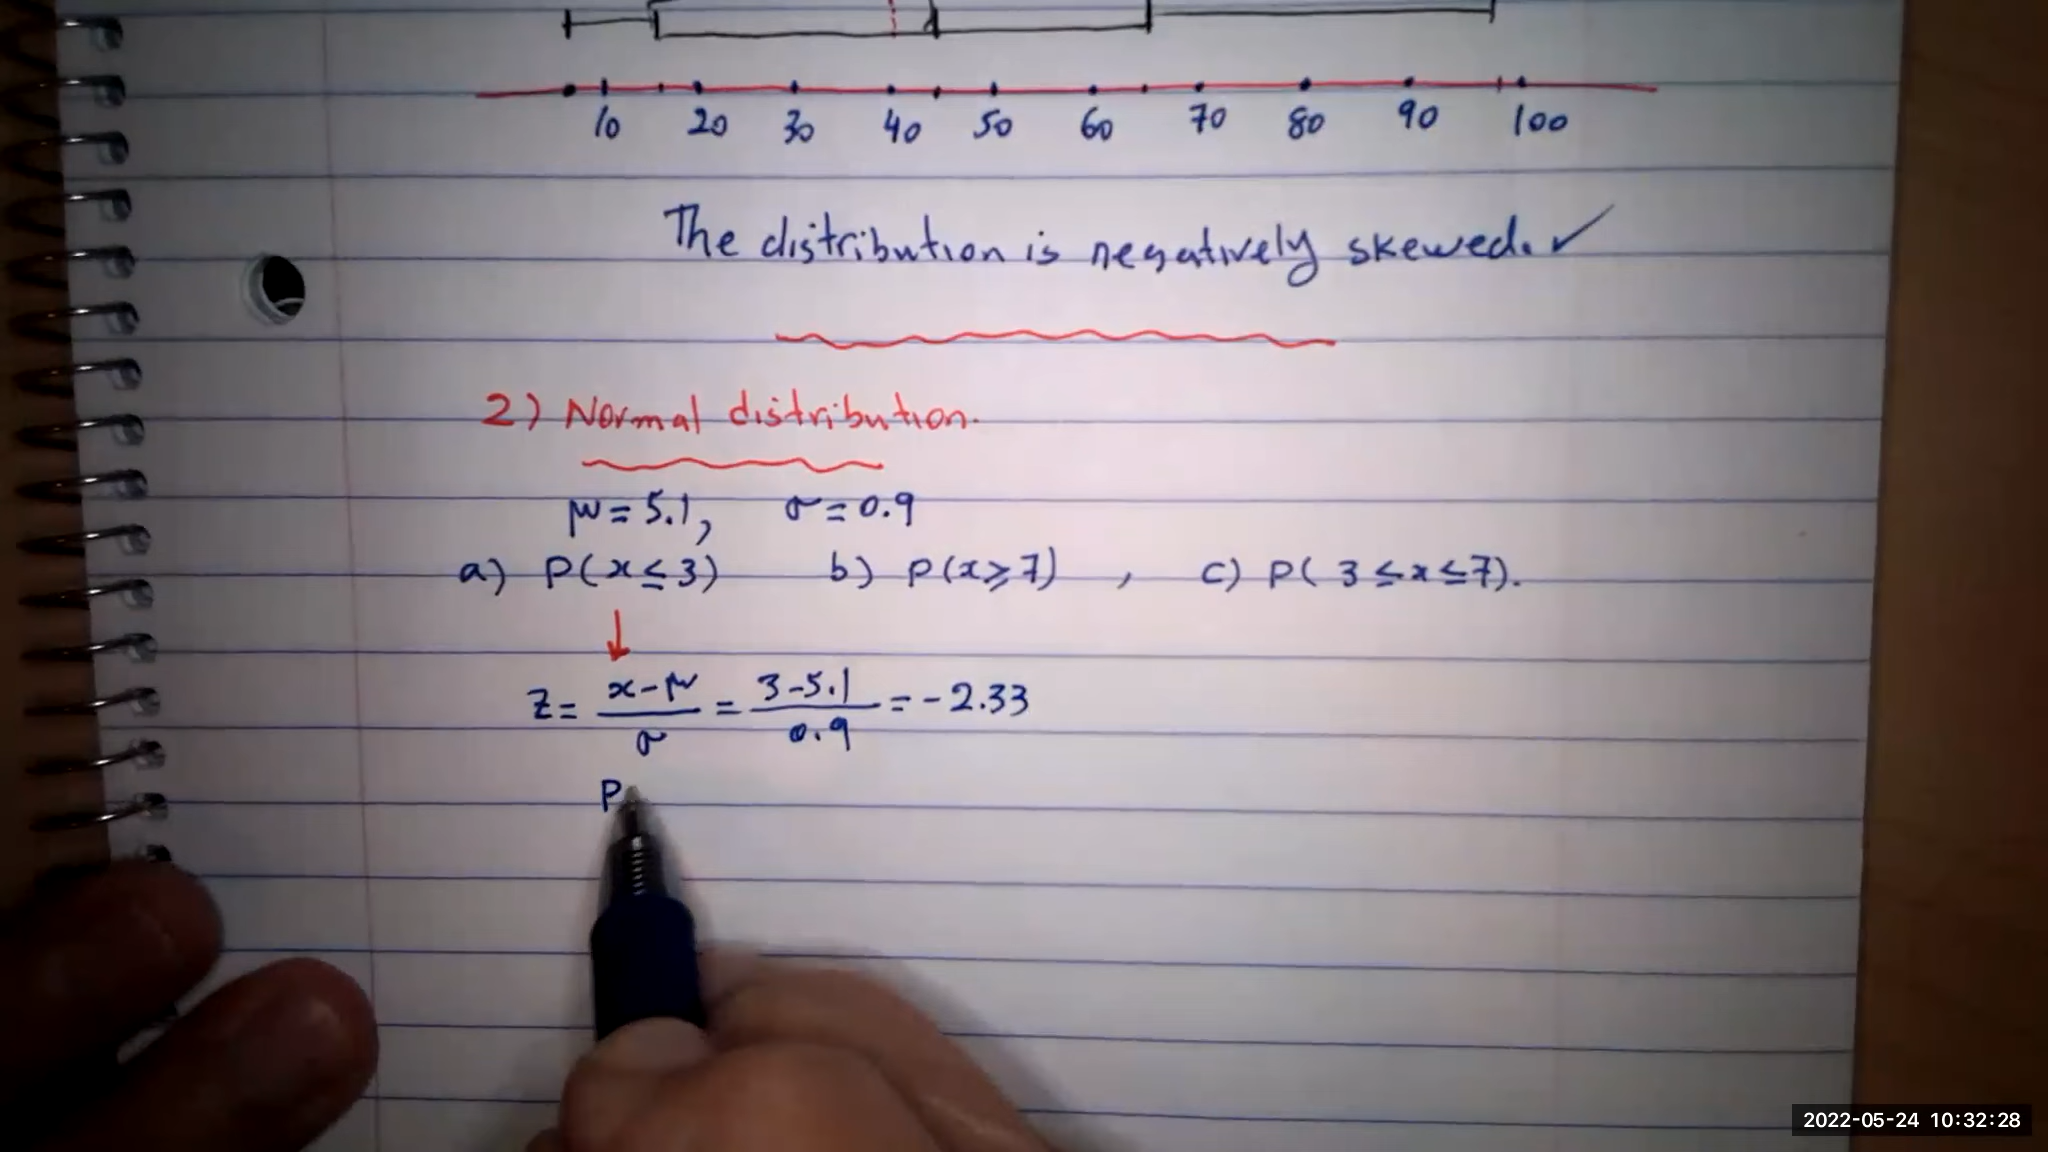 10 20 30 40 50 60 70 80 90 100
The distribution is negatively skewed. ✓
2) Normal distribution.
μ = 5.1, σ = 0.9
a) P(x ≤ 3) b) P(x ≥ 7) , c) P( 3 ≤ x ≤ 7).
Z = (x - μ)/σ = (3 - 5.1)/0.9 = - 2.33
P
2022-05-24 10:32:28